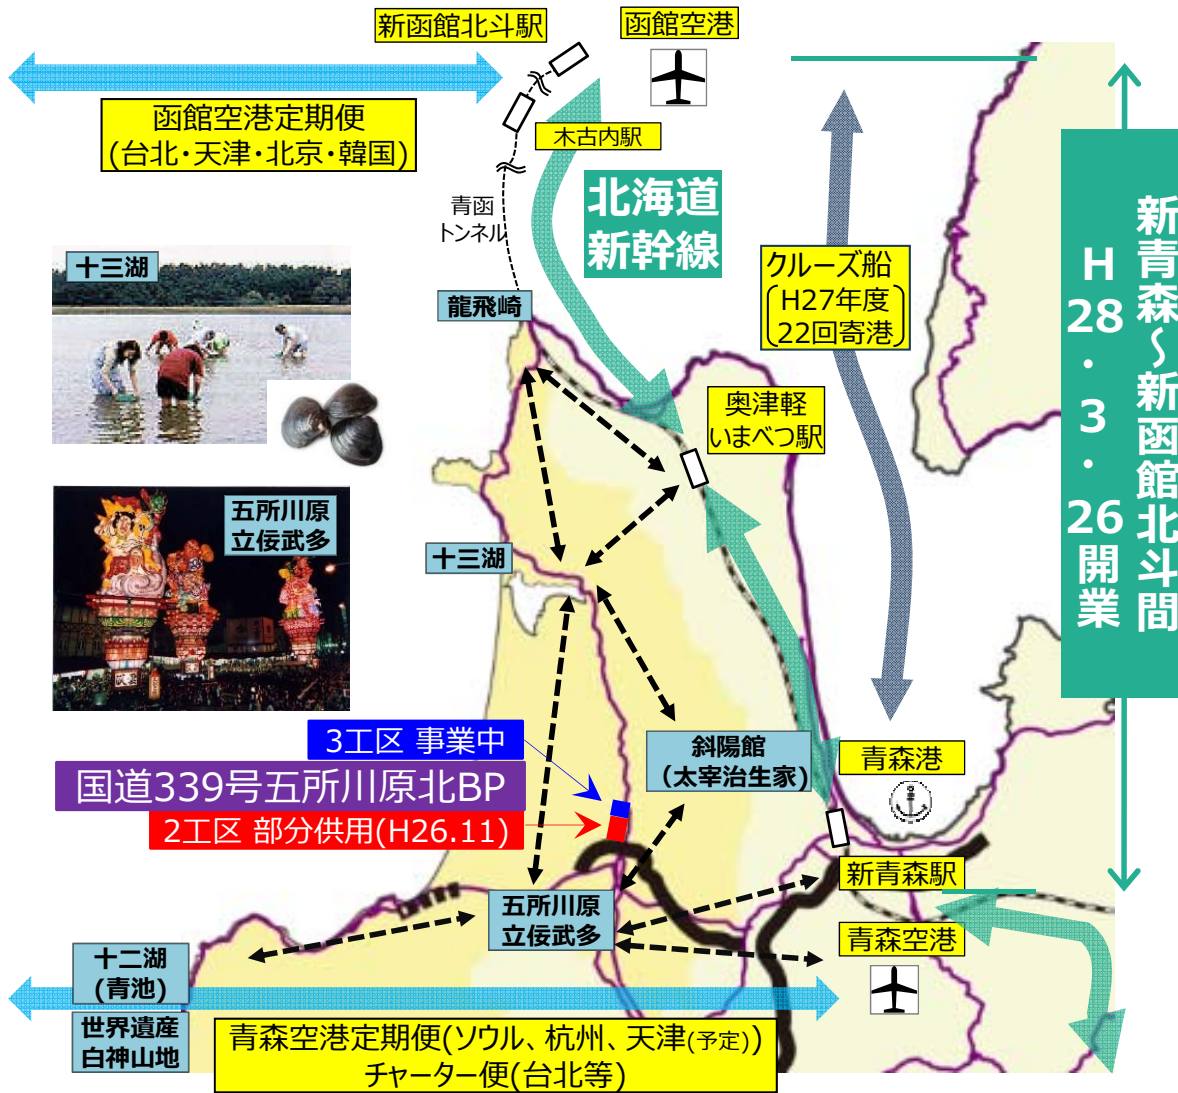 新函館北斗駅
函館空港
函館空港定期便
(台北・天津・北京・韓国)
木古内駅
青函
トンネル
北海道
新幹線
クルーズ船
H27年度
22回寄港
新青森～新函館北斗間
H28・3・26開業
十三湖
龍飛崎
奥津軽
いまべつ駅
五所川原
立佞武多
十三湖
3工区 事業中
国道339号五所川原北BP
2工区 部分供用(H26.11)
斜陽館
(太宰治生家)
青森港
新青森駅
五所川原
立佞武多
青森空港
十二湖
(青池)
世界遺産
白神山地
青森空港定期便(ソウル、杭州、天津(予定))
チャーター便(台北等)